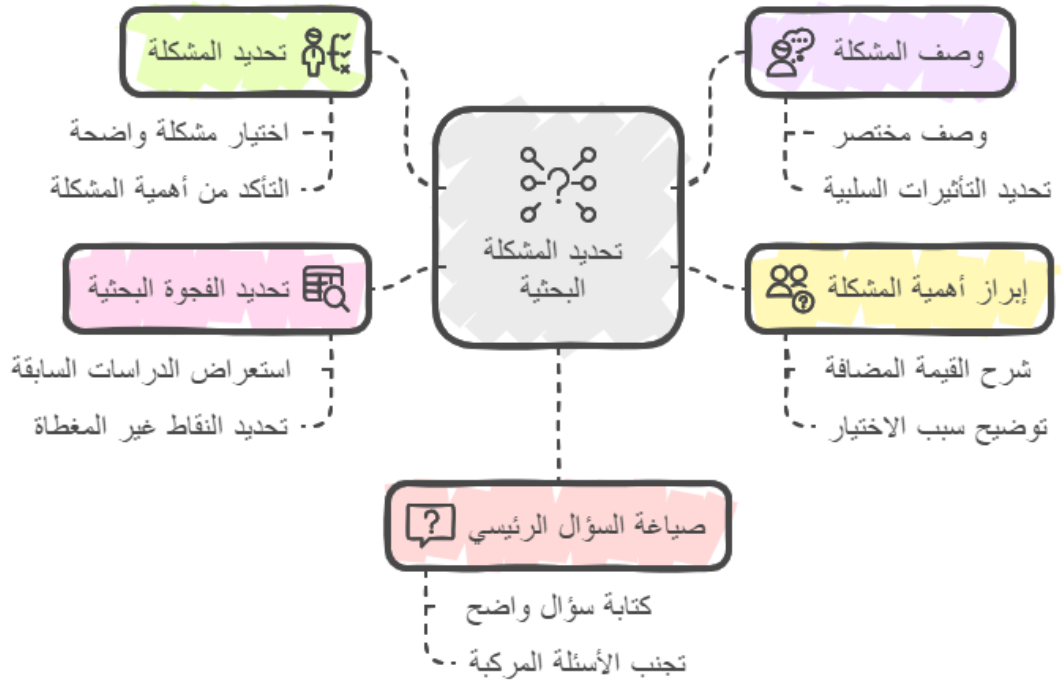 وصف المشكلة
وصف مختصر
تحديد التأثيرات السلبية
تحديد المشكلة
اختيار مشكلة واضحة
التأكد من أهمية المشكلة
تحديد المشكلة
البحثية
إبراز أهمية المشكلة
شرح القيمة المضافة
توضيح سبب الاختيار
تحديد الفجوة البحثية
استعراض الدراسات السابقة
تحديد النقاط غير المغطاة
صياغة السؤال الرئيسي
كتابة سؤال واضح
تجنب الأسئلة المركبة